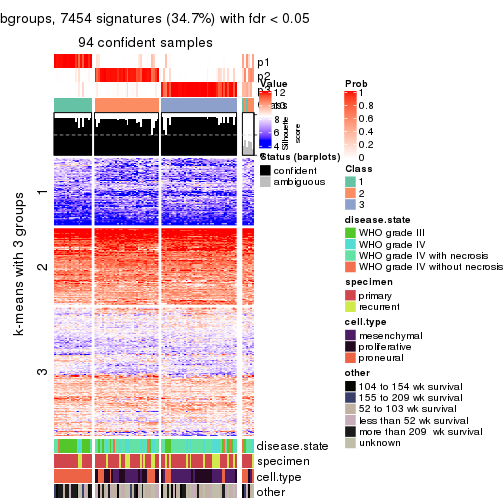 bgroups, 7454 signatures (34.7%) with fdr < 0.05
94 confident samples
p1
p2
p3
Class
Silhouette
score
k-means with 3 groups
1
2
3
disease.state
specimen
cell.type
other
Value
12
10
8
6
4
Status (barplots)
confident
ambiguous
Prob
1
0.8
0.6
0.4
0.2
0
Class
1
2
3
disease.state
WHO grade III
WHO grade IV
WHO grade IV with necrosis
WHO grade IV without necrosis
specimen
primary
recurrent
cell.type
mesenchymal
proliferative
proneural
other
104 to 154 wk survival
155 to 209 wk survival
52 to 103 wk survival
less than 52 wk survival
more than 209 wk survival
unknown